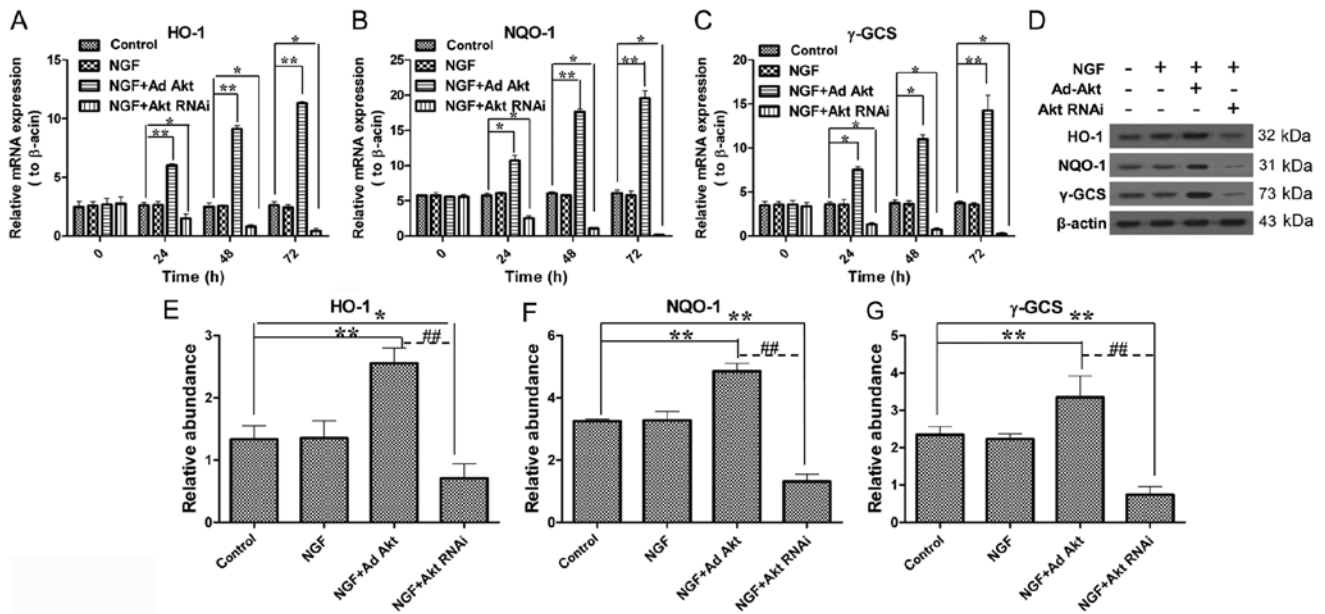 A
HO-1
Relative mRNA expression
( to β-acin)
15
10
5
0
Control
NGF
NGF+Ad Akt
NGF+Akt RNAi
*
**
*
**
*
**
0
24
48
72
Time (h)
B
NQO-1
Relative mRNA expression
( to β-acin)
25
20
15
10
5
0
Control
NGF
NGF+Ad Akt
NGF+Akt RNAi
*
*
*
**
*
**
0
24
48
72
Time (h)
C
γ-GCS
Relative mRNA expression
( to β-acin)
20
15
10
5
0
Control
NGF
NGF+Ad Akt
NGF+Akt RNAi
*
*
*
*
*
**
0
24
48
72
Time (h)
D
NGF - + + +
Ad-Akt - - + -
Akt RNAi - - - +
HO-1 32 kDa
NQO-1 31 kDa
γ-GCS 73 kDa
β-actin 43 kDa
E
HO-1
Relative abundance
3
2
1
0
*
**
##
Control
NGF
NGF+Ad Akt
NGF+Akt RNAi
F
NQO-1
Relative abundance
6
4
2
0
**
**
##
Control
NGF
NGF+Ad Akt
NGF+Akt RNAi
G
γ-GCS
Relative abundance
5
4
3
2
1
0
**
**
##
Control
NGF
NGF+Ad Akt
NGF+Akt RNAi